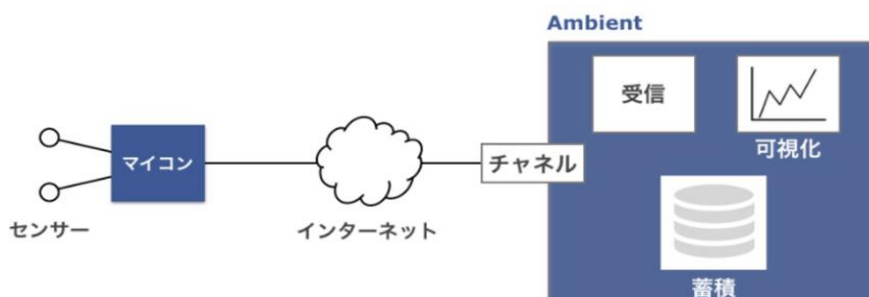 Ambient
受信
可視化
マイコン
チャネル
センサー
インターネット
蓄積